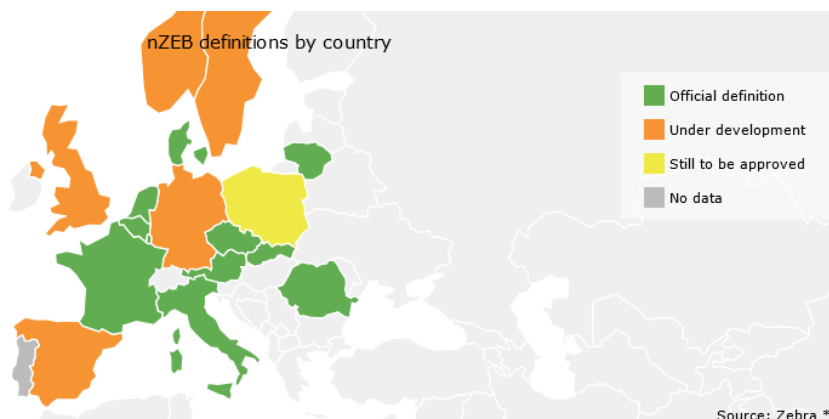 nZEB definitions by country
Official definition
Under development
Still to be approved
No data
Source: Zebra *